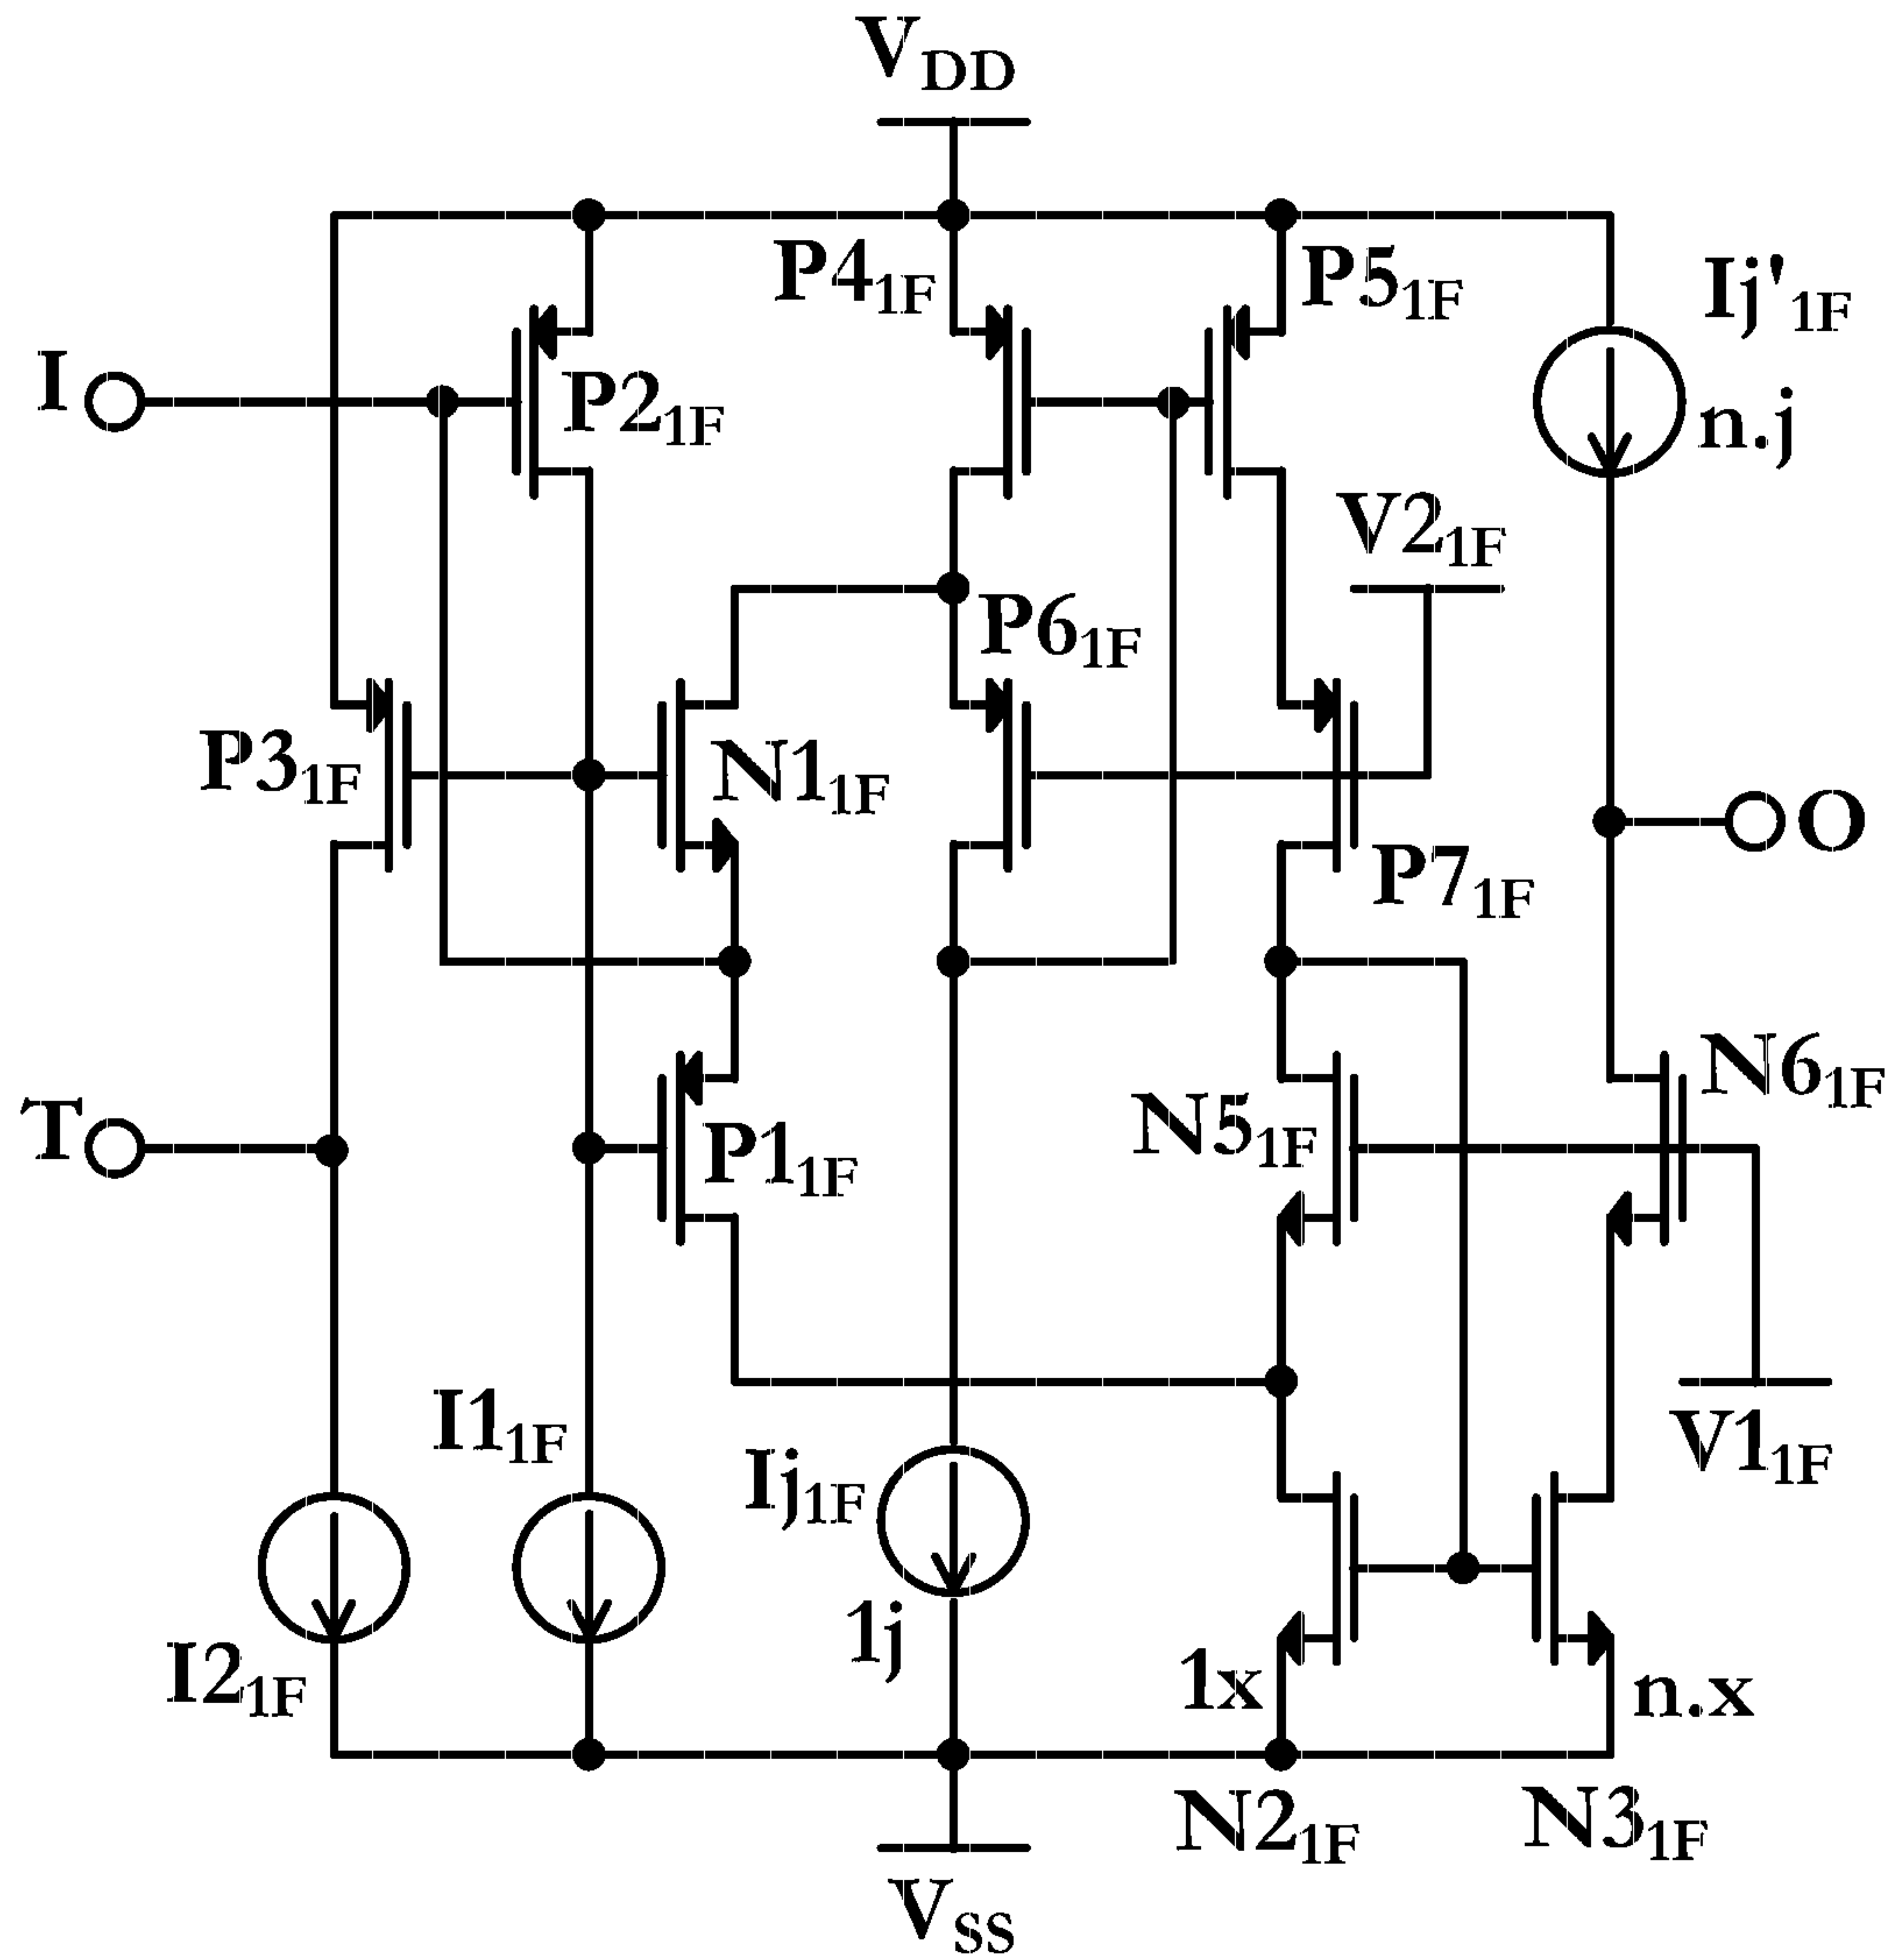 VDD
P41F
P51F
Ij'1F
I
P21F
n.j
V21F
P61F
P31F
N11F
O
P71F
N61F
T
N51F
P11F
I11F
V11F
Ij1F
1j
I21F
1x
n.x
N21F
N31F
VSS